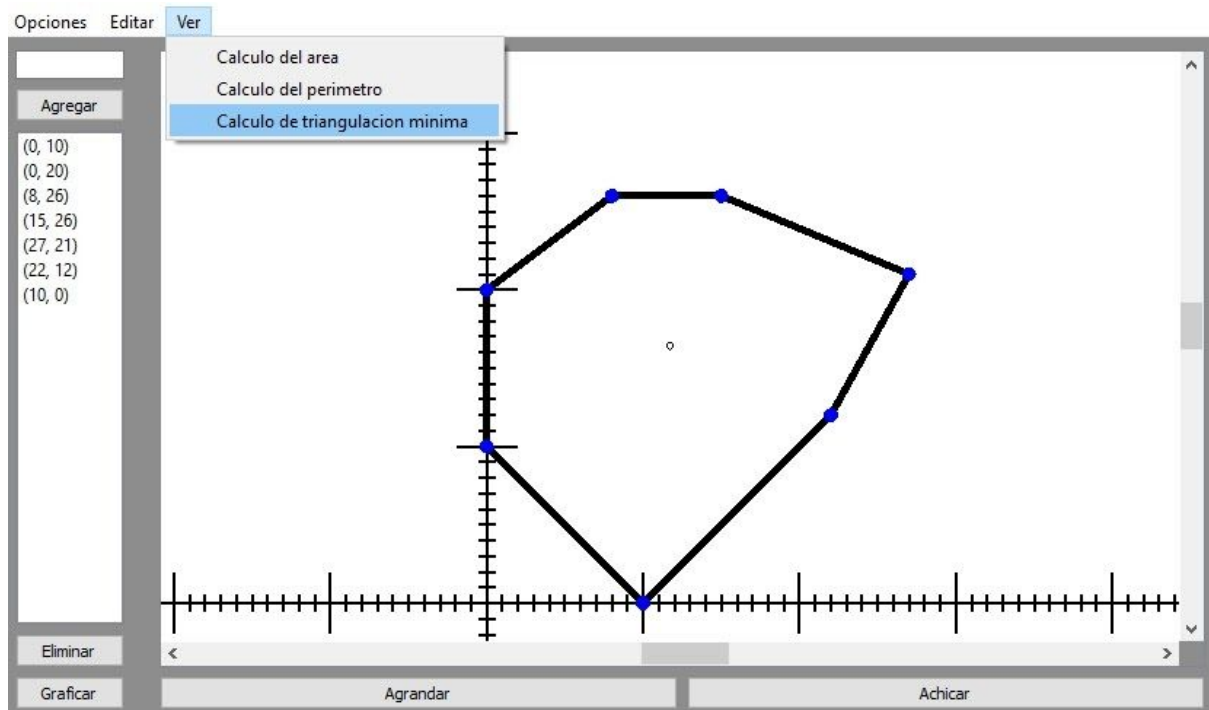 Opciones Editar Ver
Calculo del area
Calculo del perimetro
Calculo de triangulacion minima
Agregar
(0, 10)
(0, 20)
(8, 26)
(15, 26)
(27, 21)
(22, 12)
(10, 0)
Eliminar
Graficar Agrandar Achicar